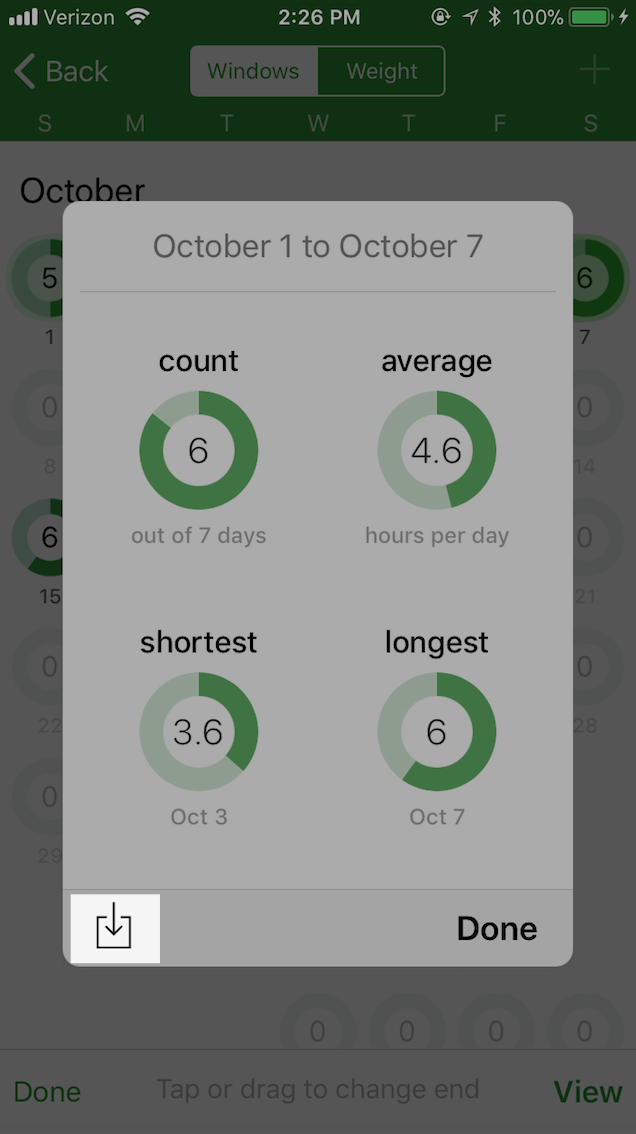 Verizon 2:26 PM 100%
Back Windows Weight
S M T W T F S
October
October 1 to October 7
5 6
1 7
count average
0 0
6 4.6
8 14
out of 7 days hours per day
6 0
15 21
shortest longest
0 0
3.6 6
22 28
0
Oct 3 Oct 7
29
Done
0 0 0 0
Done Tap or drag to change end View